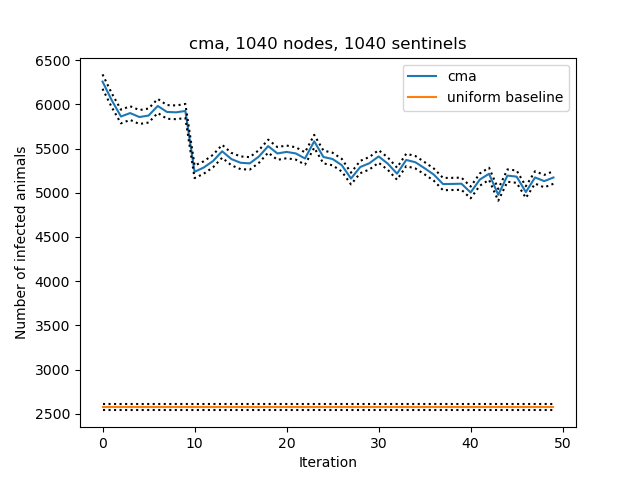 cma, 1040 nodes, 1040 sentinels
cma
uniform baseline
Number of infected animals
6500
6000
5500
5000
4500
4000
3500
3000
2500
0 10 20 30 40 50
Iteration